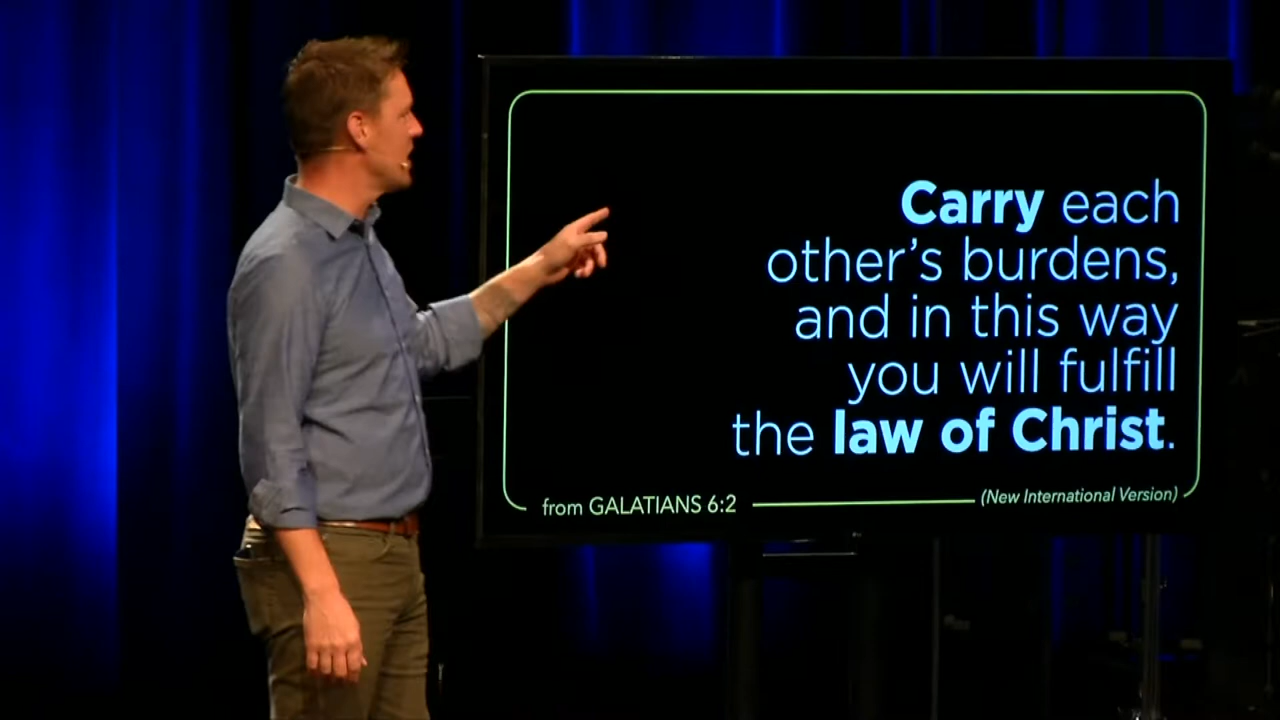 Carry each
other’s burdens,
and in this way
you will fulfill
the law of Christ.
from GALATIANS 6:2
(New International Version)